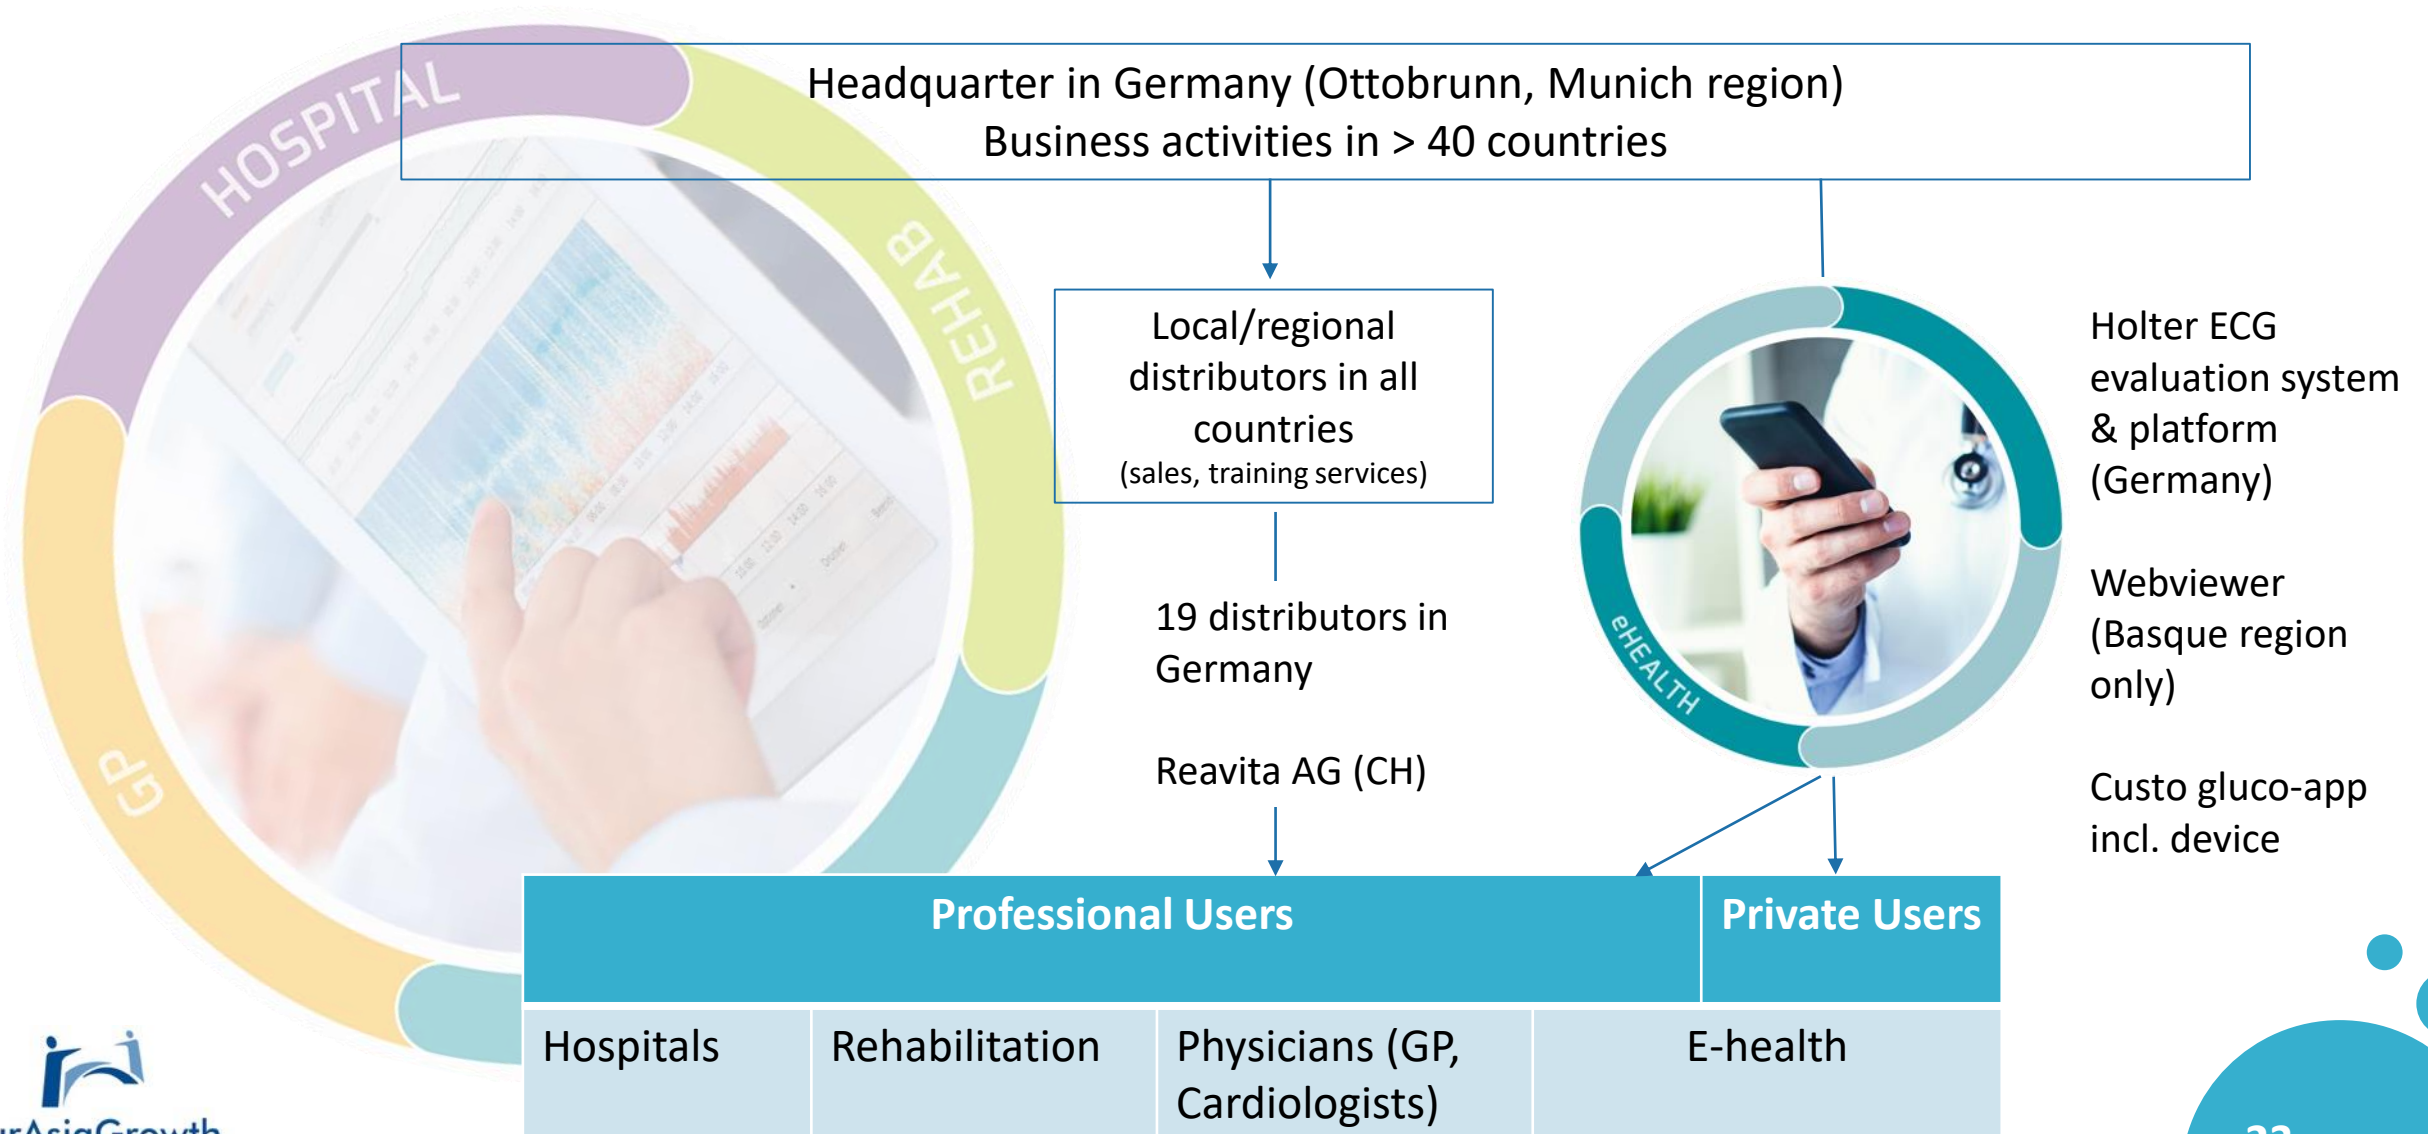 Headquarter in Germany (Ottobrunn, Munich region)
Business activities in > 40 countries
HOSPITAL
REHAB
GP
Local/regional
distributors in all
countries
(sales, training services)
19 distributors in
Germany
Reavita AG (CH)
eHEALTH
Holter ECG
evaluation system
& platform
(Germany)
Webviewer
(Basque region
only)
Custo gluco-app
incl. device
Professional Users
Private Users
Hospitals
Rehabilitation
Physicians (GP,
Cardiologists)
E-health